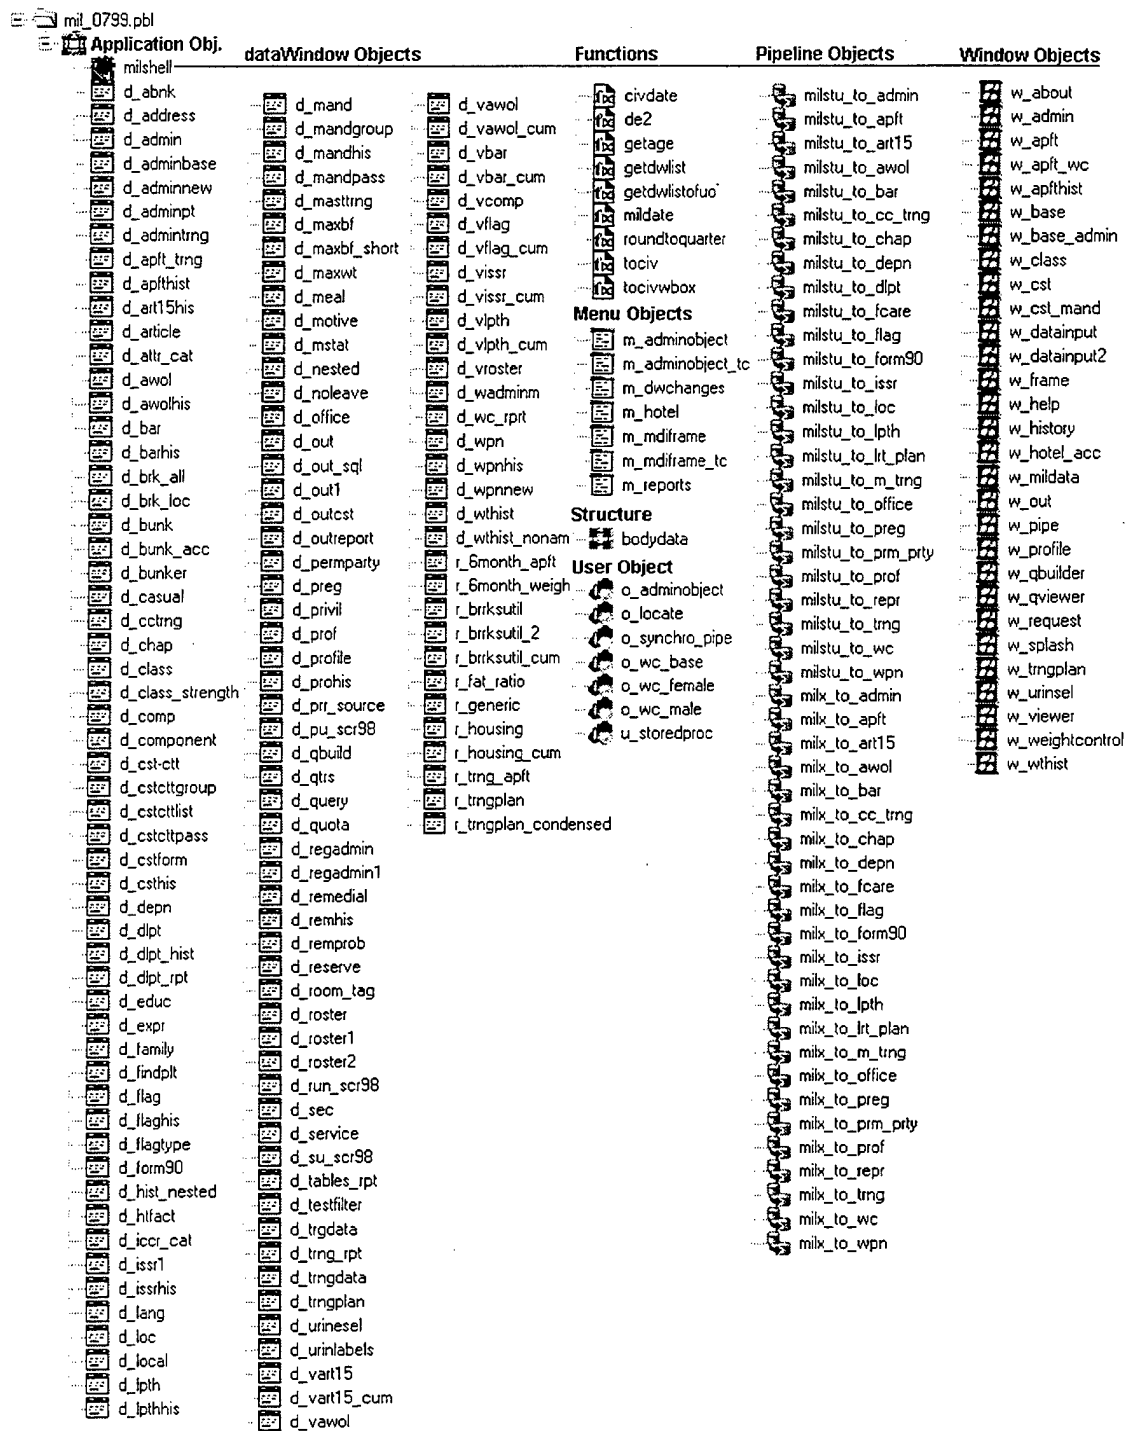 mil_0799.pbl
Application Obj.
milshell
d_abnk
d_address
d_admin
d_adminbase
d_adminnew
d_adminpt
d_admintrng
d_apft_trng
d_apfthist
d_art15his
d_article
d_attr_cat
d_awol
d_awolhis
d_bar
d_barhis
d_brk_all
d_brk_loc
d_bunk
d_bunk_acc
d_bunker
d_casual
d_cctrng
d_chap
d_class
d_class_strength
d_comp
d_component
d_cst-ctt
d_cstcttgroup
d_cstcttlist
d_cstcttpass
d_cstform
d_csthis
d_depn
d_dlpt
d_dlpt_hist
d_dlpt_rpt
d_educ
d_expr
d_family
d_findplt
d_flag
d_flaghis
d_flagtype
d_form90
d_hist_nested
d_htfact
d_iccr_cat
d_issr1
d_issrhis
d_lang
d_loc
d_local
d_lpth
d_lpthhis
dataWindow Objects
d_mand
d_mandgroup
d_mandhis
d_mandpass
d_masttrng
d_maxbf
d_maxbf_short
d_maxwt
d_meal
d_motive
d_mstat
d_nested
d_noleave
d_office
d_out
d_out_sql
d_out1
d_outcst
d_outreport
d_permparty
d_preg
d_privil
d_prof
d_profile
d_prohis
d_prr_source
d_pu_scr98
d_qbuild
d_qtrs
d_query
d_quota
d_regadmin
d_regadmin1
d_remedial
d_remhis
d_remprob
d_reserve
d_room_tag
d_roster
d_roster1
d_roster2
d_run_scr98
d_sec
d_service
d_su_scr98
d_tables_rpt
d_testfilter
d_trgdata
d_trng_rpt
d_trngdata
d_trngplan
d_urinesel
d_urinlabels
d_vart15
d_vart15_cum
d_vawol
d_vawol
d_vawol_cum
d_vbar
d_vbar_cum
d_vcomp
d_vflag
d_vflag_cum
d_vissr
d_vissr_cum
d_vlpth
d_vlpth_cum
d_vroster
d_wadminm
d_wc_rprt
d_wpn
d_wpnhis
d_wpnnew
d_wthist
d_wthist_nonam
r_6month_apft
r_6month_weigh
r_brrksutil
r_brrksutil_2
r_brrksutil_cum
r_fat_ratio
r_generic
r_housing
r_housing_cum
r_trng_apft
r_trngplan
r_trngplan_condensed
Functions
civdate
de2
getage
getdwlist
getdwlistofuo
mildate
roundtoquarter
tociv
tocivwbox
Menu Objects
m_adminobject
m_adminobject_tc
m_dwchanges
m_hotel
m_mdiframe
m_mdiframe_tc
m_reports
Structure
bodydata
User Object
o_adminobject
o_locate
o_synchro_pipe
o_wc_base
o_wc_female
o_wc_male
u_storedproc
Pipeline Objects
milstu_to_admin
milstu_to_apft
milstu_to_art15
milstu_to_awol
milstu_to_bar
milstu_to_cc_trng
milstu_to_chap
milstu_to_depn
milstu_to_dlpt
milstu_to_fcare
milstu_to_flag
milstu_to_form90
milstu_to_issr
milstu_to_loc
milstu_to_lpth
milstu_to_lrt_plan
milstu_to_m_trng
milstu_to_office
milstu_to_preg
milstu_to_prm_prty
milstu_to_prof
milstu_to_repr
milstu_to_trng
milstu_to_wc
milstu_to_wpn
milx_to_admin
milx_to_apft
milx_to_art15
milx_to_awol
milx_to_bar
milx_to_cc_trng
milx_to_chap
milx_to_depn
milx_to_fcare
milx_to_flag
milx_to_form90
milx_to_issr
milx_to_loc
milx_to_lpth
milx_to_lrt_plan
milx_to_m_trng
milx_to_office
milx_to_preg
milx_to_prm_prty
milx_to_prof
milx_to_repr
milx_to_trng
milx_to_wc
milx_to_wpn
Window Objects
w_about
w_admin
w_apft
w_apft_wc
w_apfthist
w_base
w_base_admin
w_class
w_cst
w_cst_mand
w_datainput
w_datainput2
w_frame
w_help
w_history
w_hotel_acc
w_mildata
w_out
w_pipe
w_profile
w_qbuilder
w_qviewer
w_request
w_splash
w_trngplan
w_urinsel
w_viewer
w_weightcontrol
w_wthist